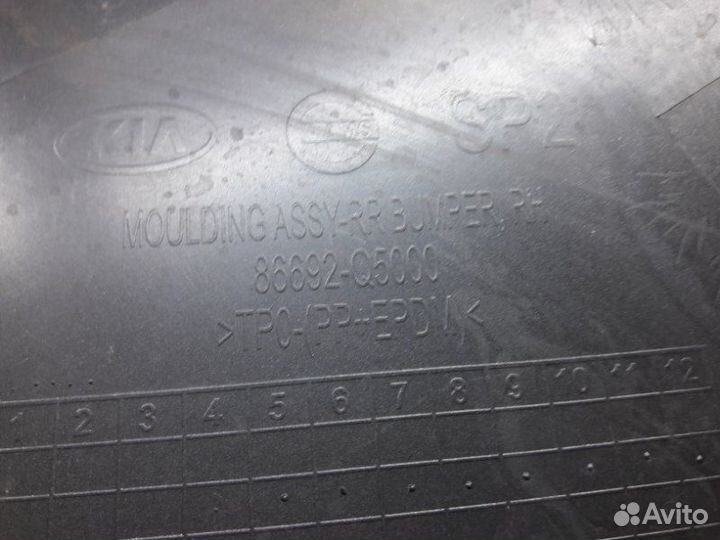 KIA SP2
MOULDING ASSY-RR BUMPER, RH
86692-Q5000
>TPO-(PP+EPDM)<
1 2 3 4 5 6 7 8 9 10 11 12
Avito